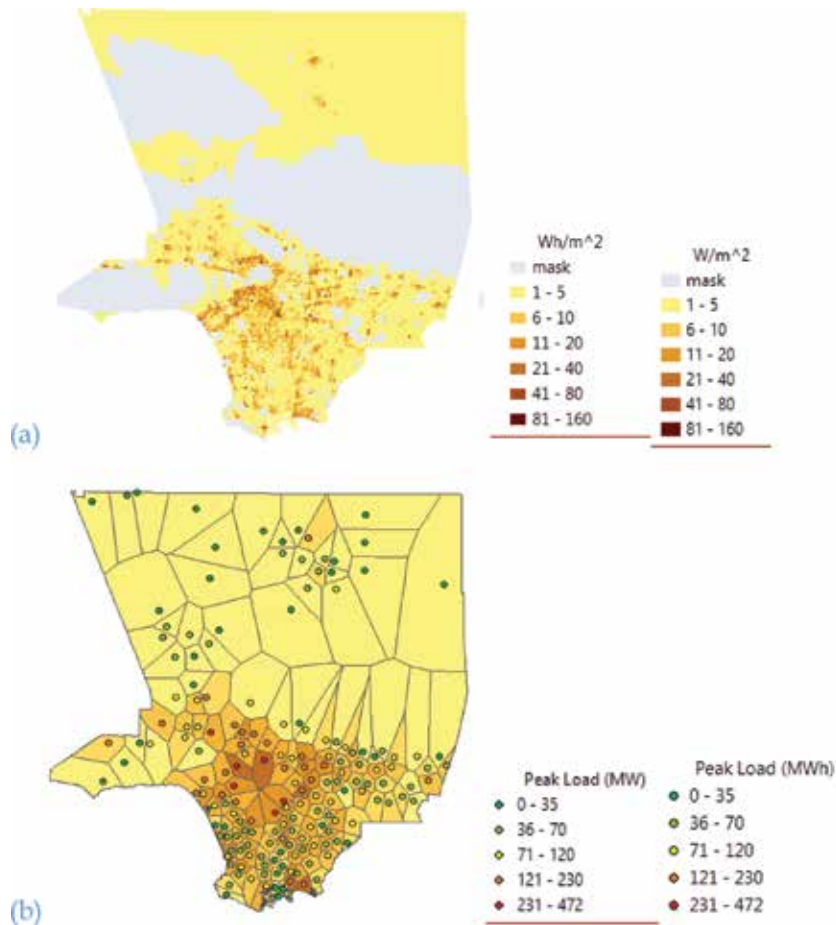 Wh/m^2
mask
1 - 5
6 - 10
11 - 20
21 - 40
41 - 80
81 - 160
W/m^2
mask
1 - 5
6 - 10
11 - 20
21 - 40
41 - 80
81 - 160
(a)
Peak Load (MW)
0 - 35
36 - 70
71 - 120
121 - 230
231 - 472
Peak Load (MWh)
0 - 35
36 - 70
71 - 120
121 - 230
231 - 472
(b)